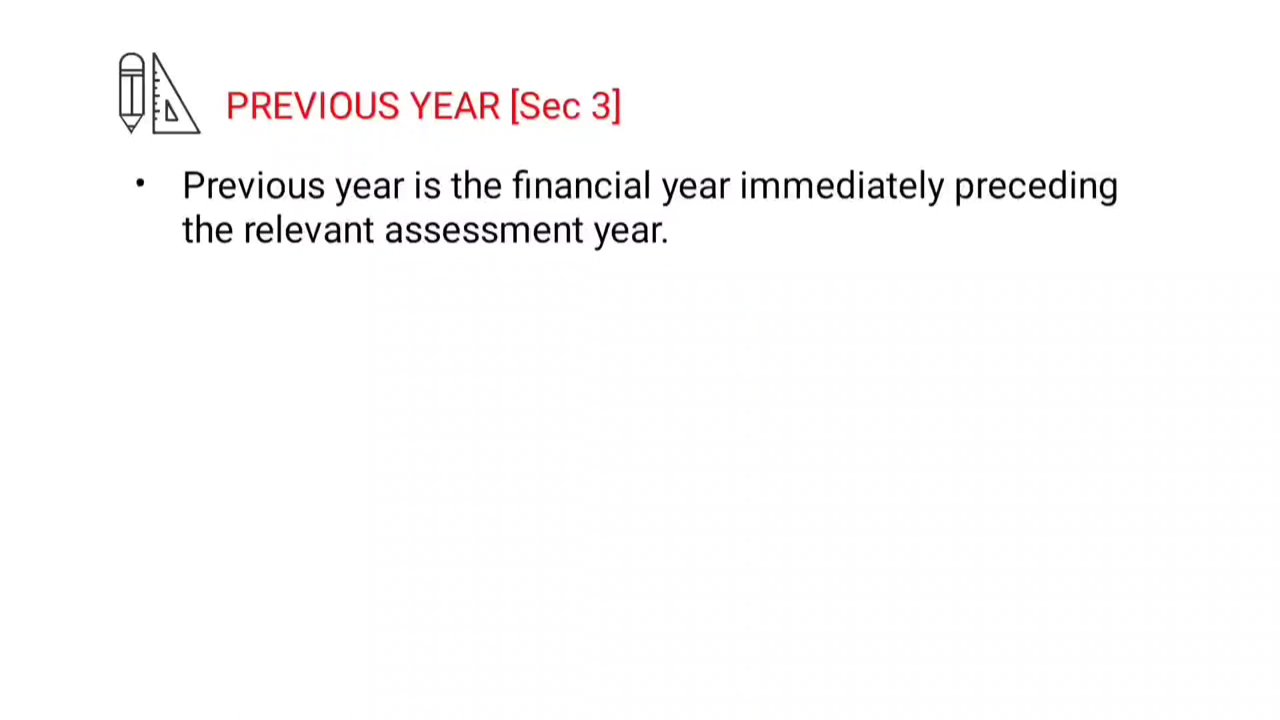 PREVIOUS YEAR [Sec 3]
• Previous year is the financial year immediately preceding
the relevant assessment year.